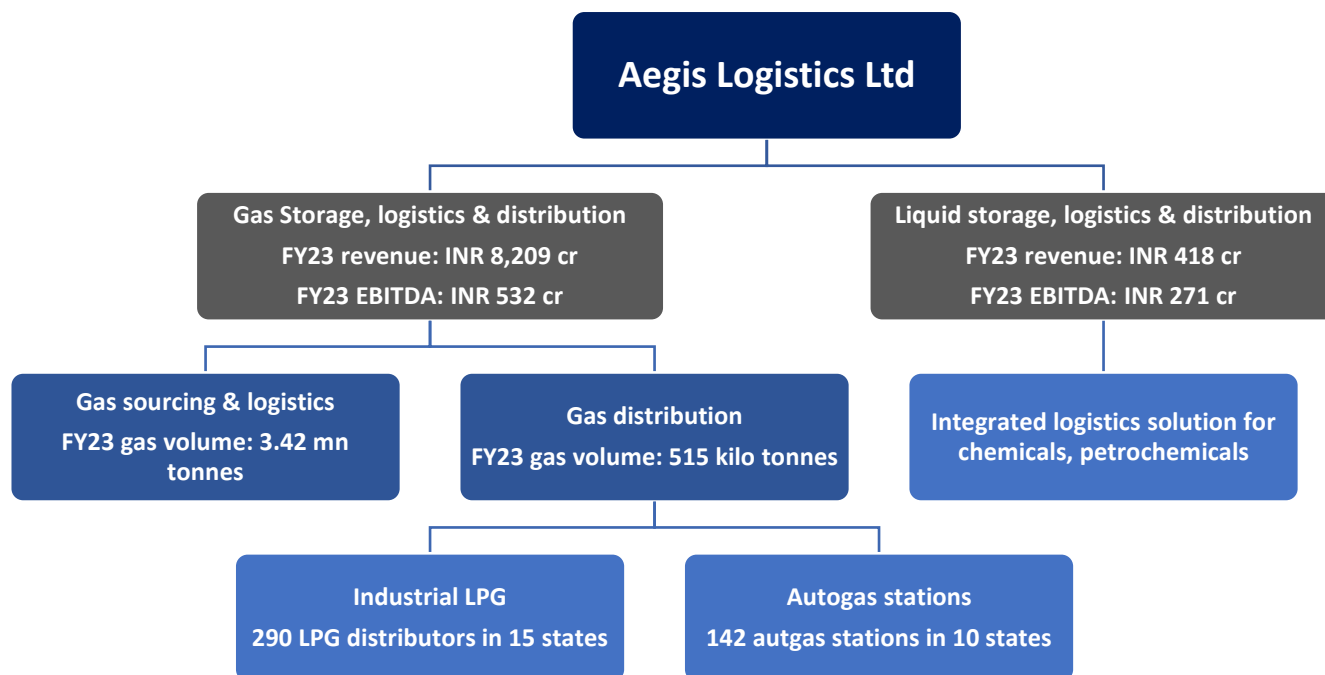 Aegis Logistics Ltd
Gas Storage, logistics & distribution
FY23 revenue: INR 8,209 cr
FY23 EBITDA: INR 532 cr
Liquid storage, logistics & distribution
FY23 revenue: INR 418 cr
FY23 EBITDA: INR 271 cr
Gas sourcing & logistics
FY23 gas volume: 3.42 mn
tonnes
Gas distribution
FY23 gas volume: 515 kilo tonnes
Integrated logistics solution for
chemicals, petrochemicals
Industrial LPG
290 LPG distributors in 15 states
Autogas stations
142 autgas stations in 10 states